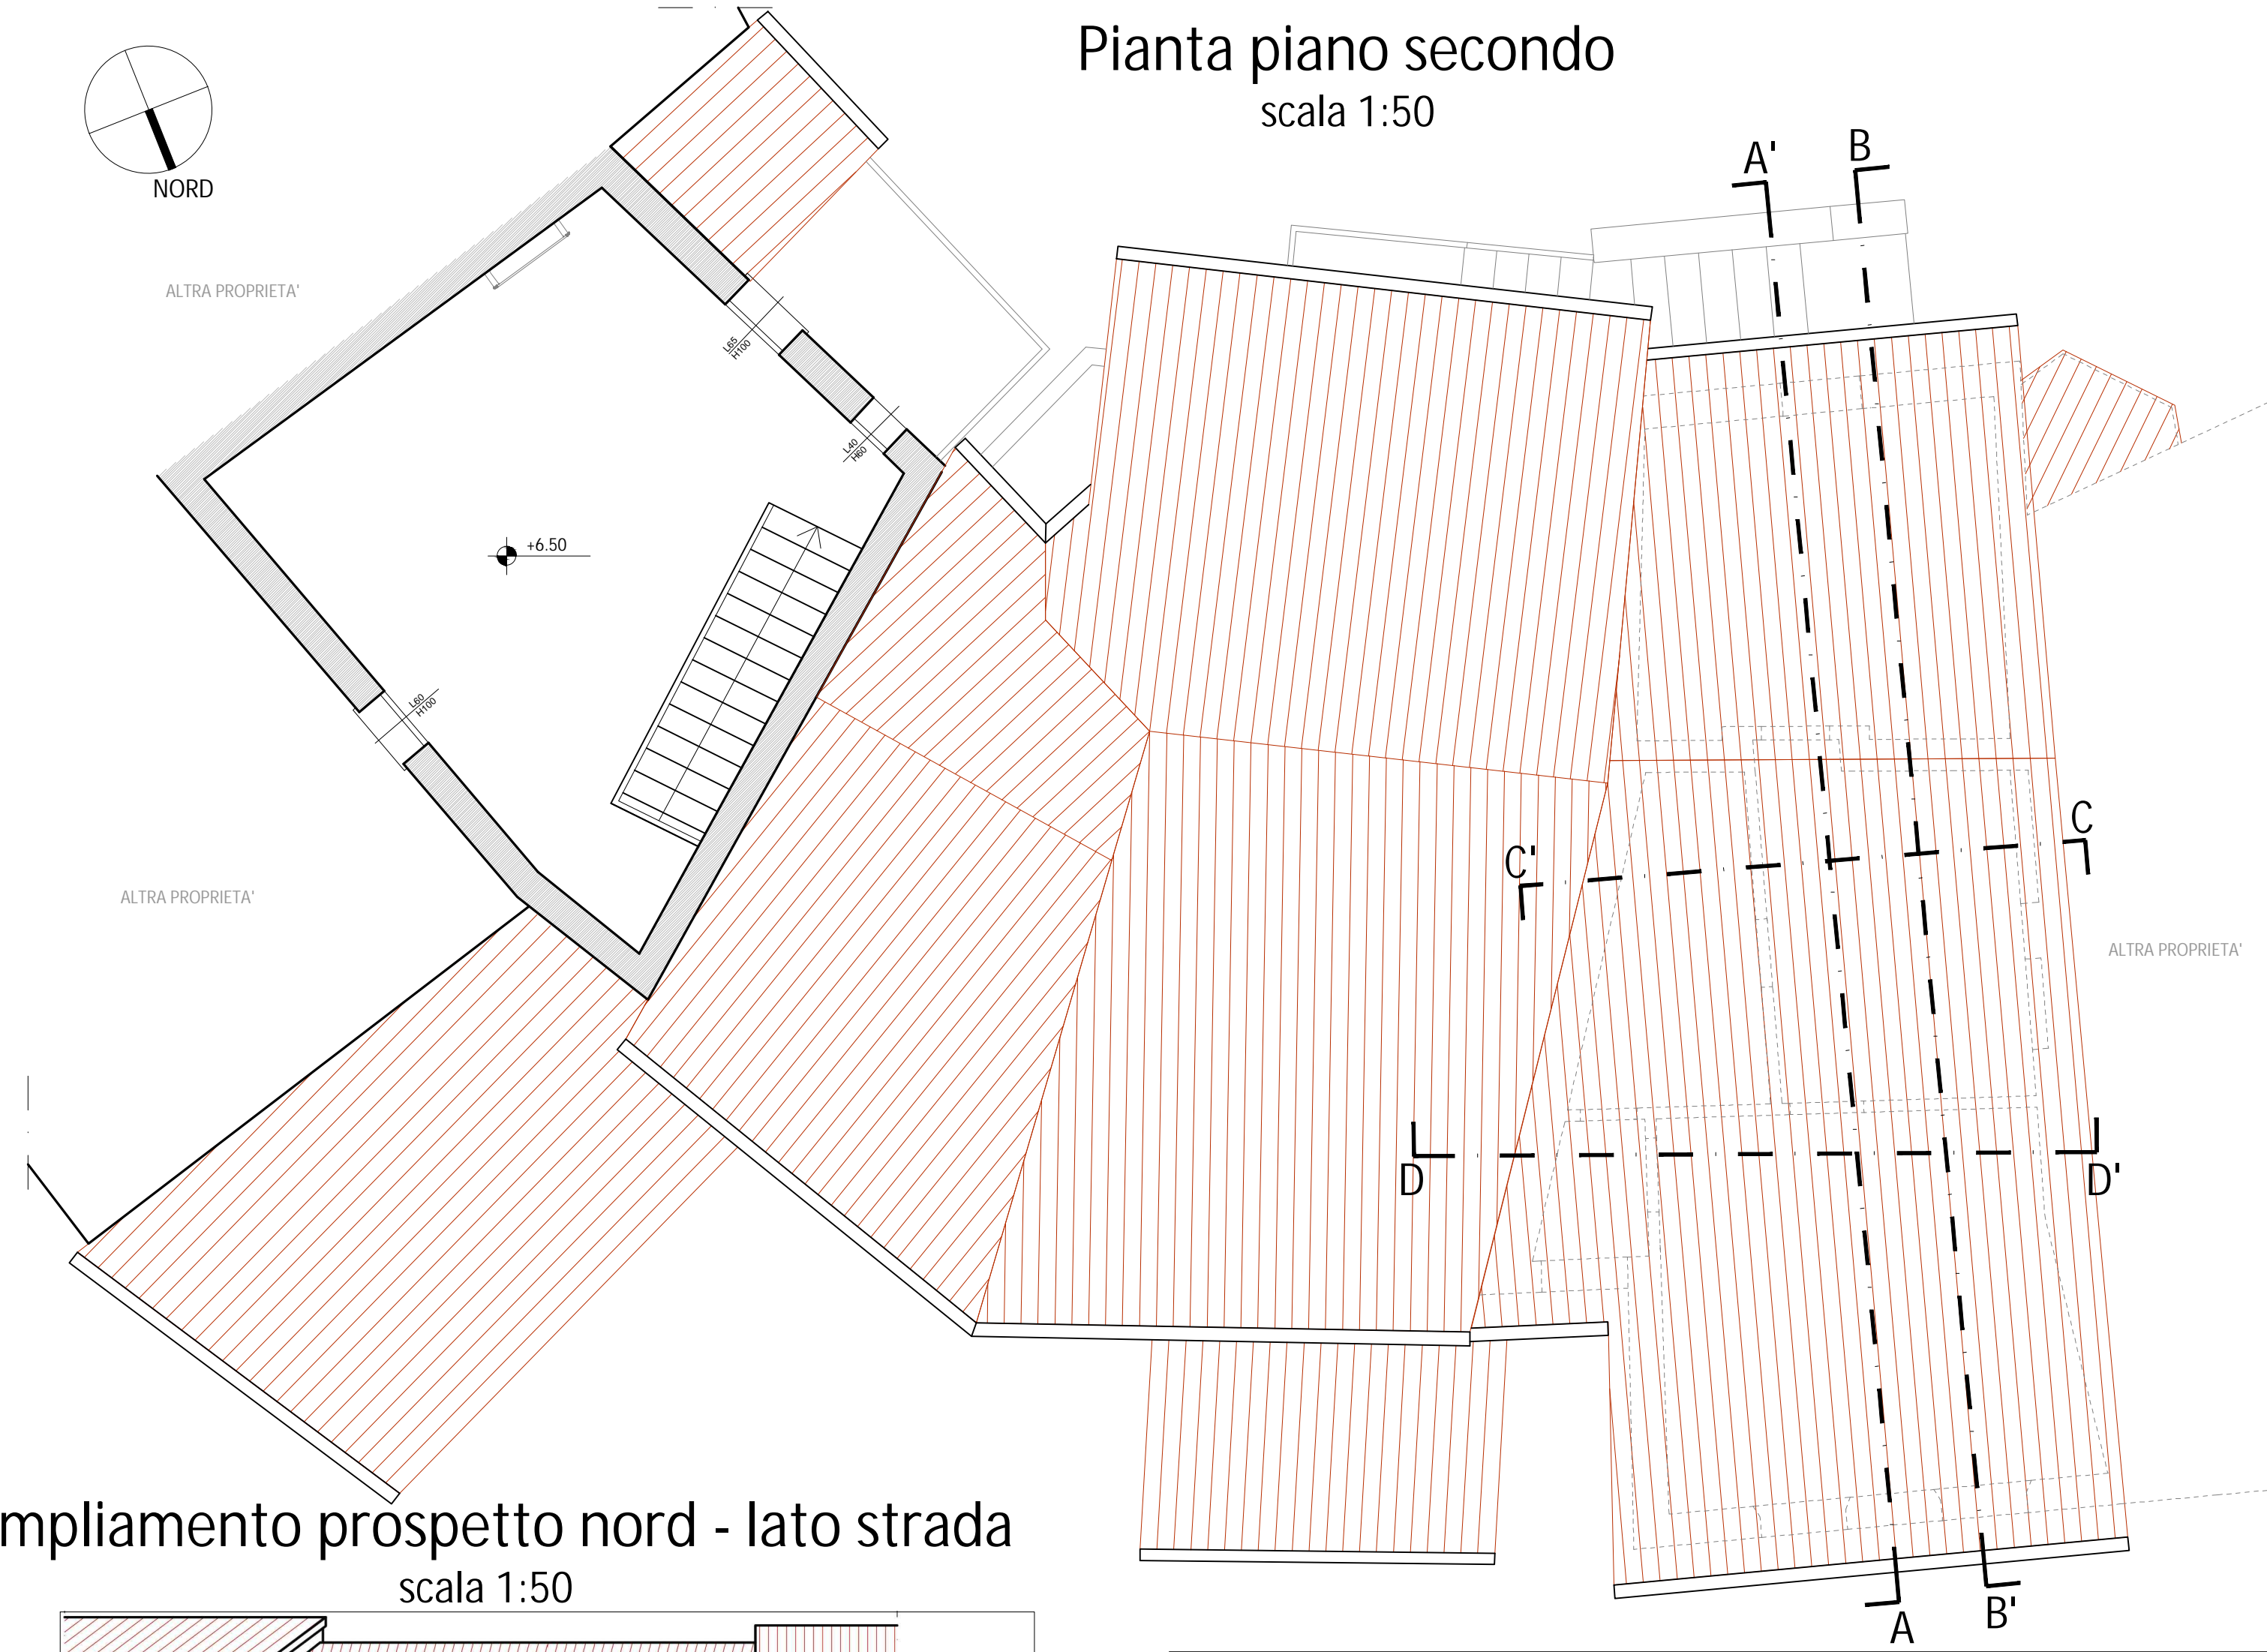 Pianta piano secondo
scala 1:50
NORD
A'
B
ALTRA PROPRIETA'
L65
H100
L40
H60
+6.50
L60
H100
C
C'
ALTRA PROPRIETA'
ALTRA PROPRIETA'
D
D'
mpliamento prospetto nord - lato strada
scala 1:50
A
B'